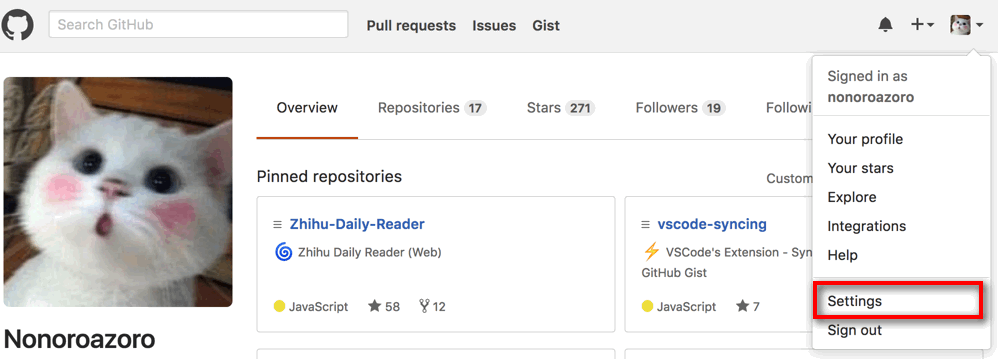 Search GitHub
Pull requests
Issues
Gist
Signed in as
nonoroazoro
Your profile
Your stars
Explore
Integrations
Help
Settings
Sign out
Overview
Repositories 17
Stars 271
Followers 19
Followi
Pinned repositories
Custom
Zhihu-Daily-Reader
Zhihu Daily Reader (Web)
JavaScript 58 12
vscode-syncing
VSCode's Extension - Syn
GitHub Gist
JavaScript 7
Nonoroazoro